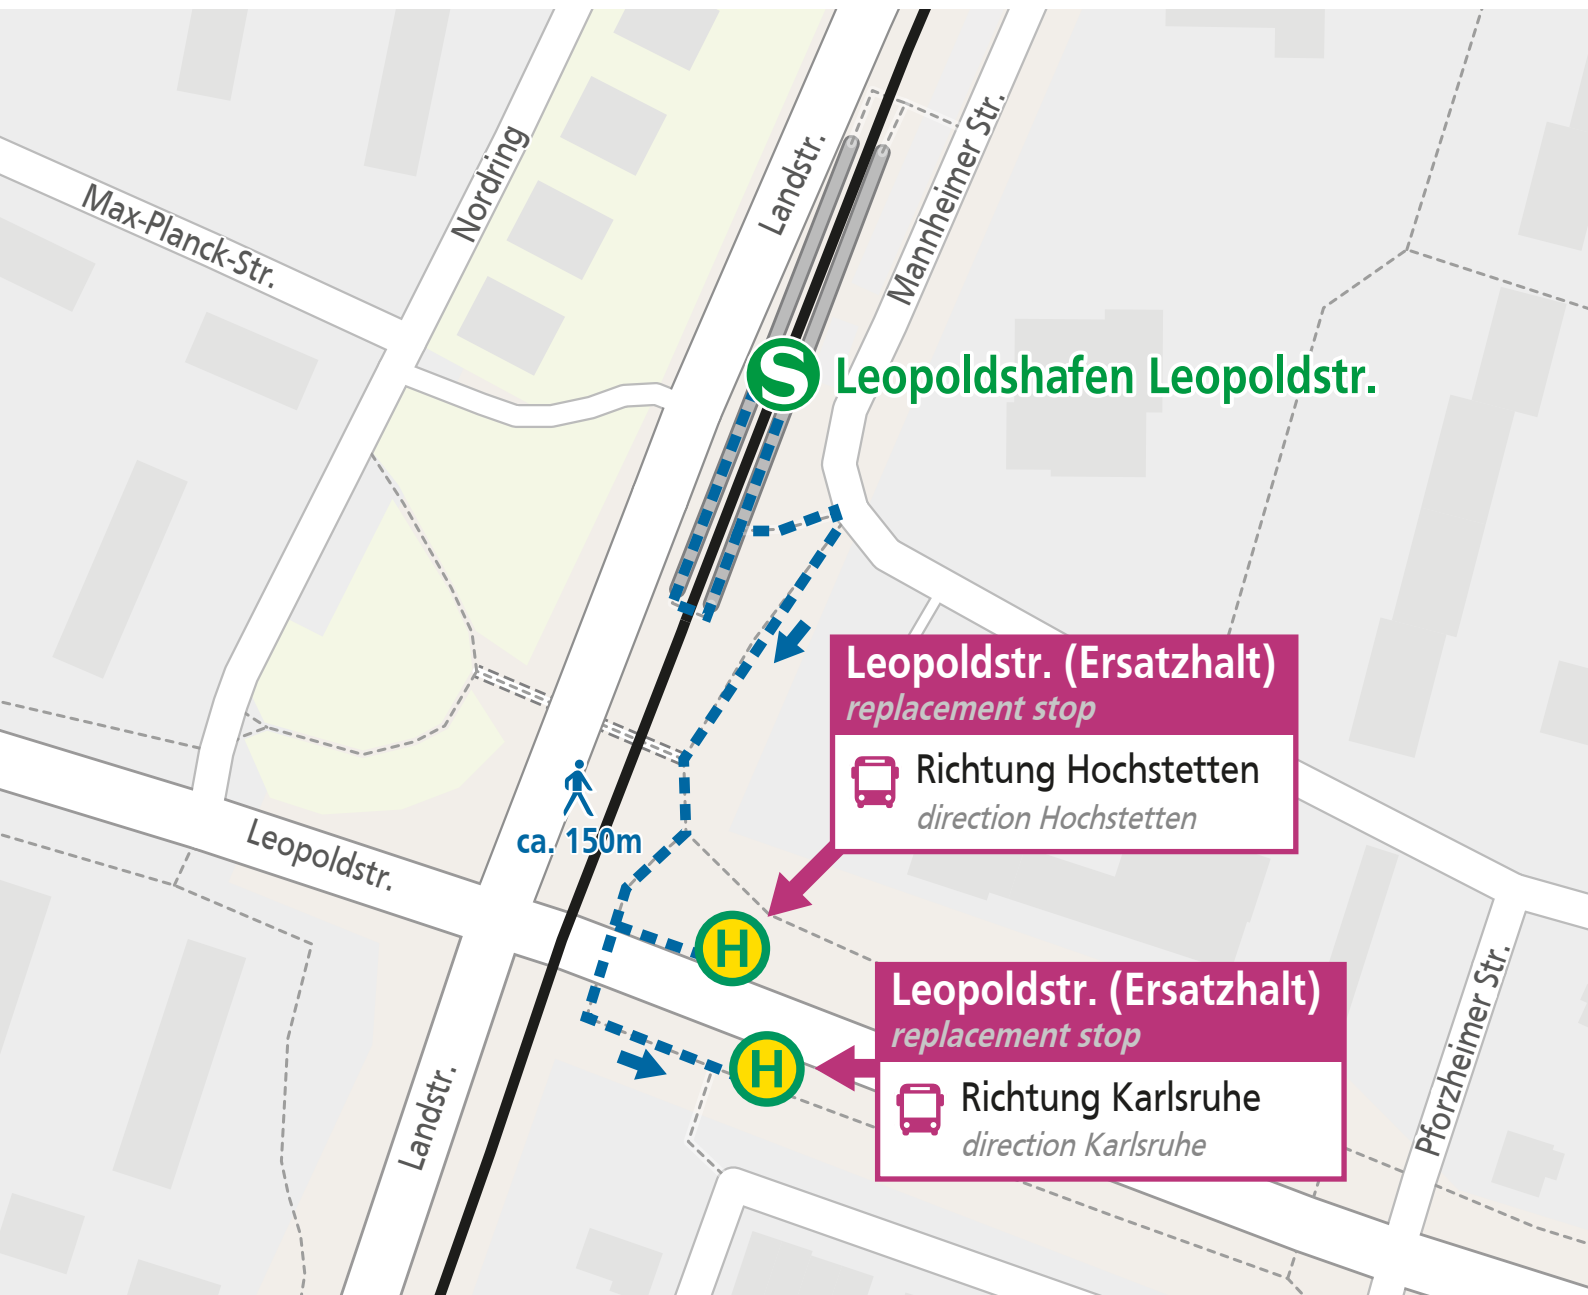 Nordring
Max-Planck-Str.
Landstr.
Mannheimer Str.
S
Leopoldshafen Leopoldstr.
Leopoldstr. (Ersatzhalt)
replacement stop
Richtung Hochstetten
direction Hochstetten
ca. 150m
Leopoldstr.
H
Leopoldstr. (Ersatzhalt)
replacement stop
Richtung Karlsruhe
direction Karlsruhe
H
Landstr.
Pforzheimer Str.